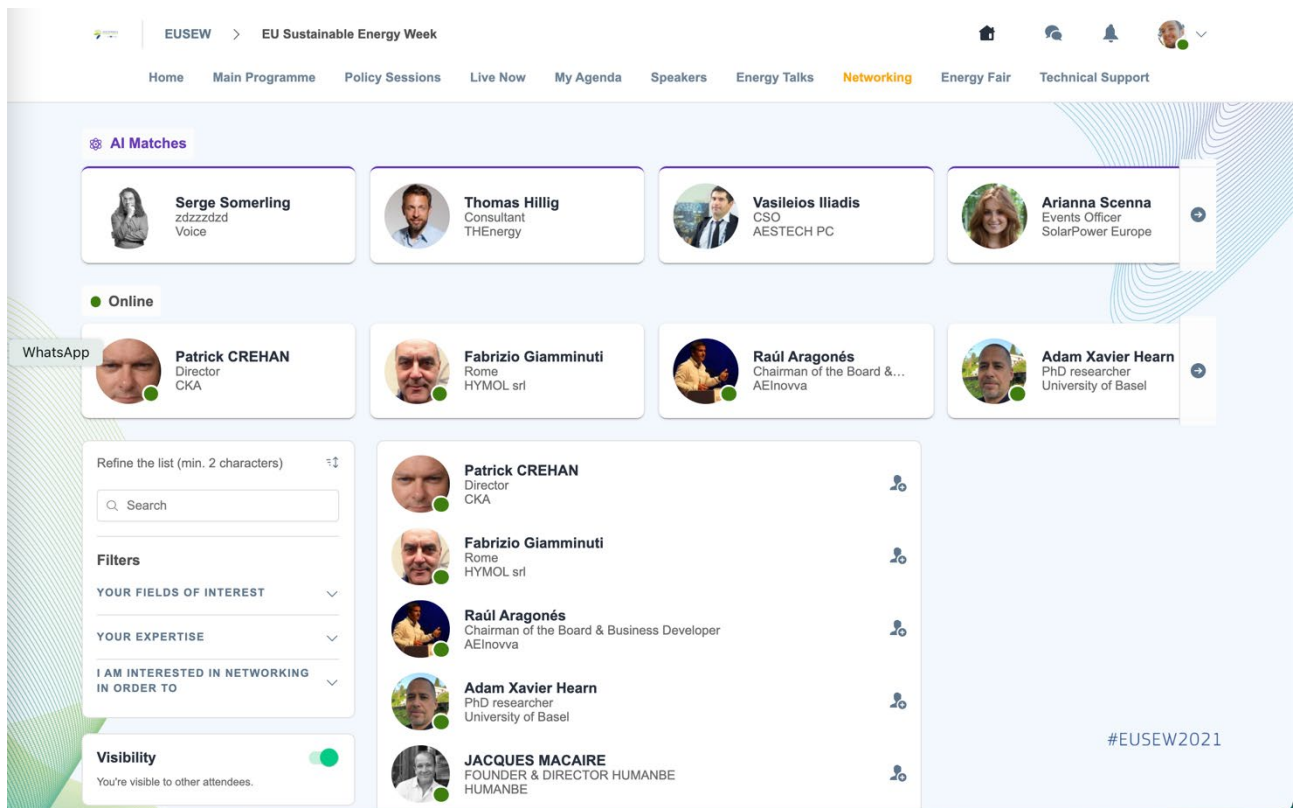 EUSEW > EU Sustainable Energy Week
Home Main Programme Policy Sessions Live Now My Agenda Speakers Energy Talks Networking Energy Fair Technical Support
AI Matches
Serge Somerling
zdzzzdzd
Voice
Thomas Hillig
Consultant
THEnergy
Vasileios Iliadis
CSO
AESTECH PC
Arianna Scenna
Events Officer
SolarPower Europe
Online
WhatsApp
Patrick CREHAN
Director
CKA
Fabrizio Giamminuti
Rome
HYMOL srl
Raúl Aragonés
Chairman of the Board &...
AEInovva
Adam Xavier Hearn
PhD researcher
University of Basel
Refine the list (min. 2 characters)
Search
Filters
YOUR FIELDS OF INTEREST
YOUR EXPERTISE
I AM INTERESTED IN NETWORKING
IN ORDER TO
Visibility
You're visible to other attendees.
Patrick CREHAN
Director
CKA
Fabrizio Giamminuti
Rome
HYMOL srl
Raúl Aragonés
Chairman of the Board & Business Developer
AEInovva
Adam Xavier Hearn
PhD researcher
University of Basel
JACQUES MACAIRE
FOUNDER & DIRECTOR HUMANBE
HUMANBE
#EUSEW2021